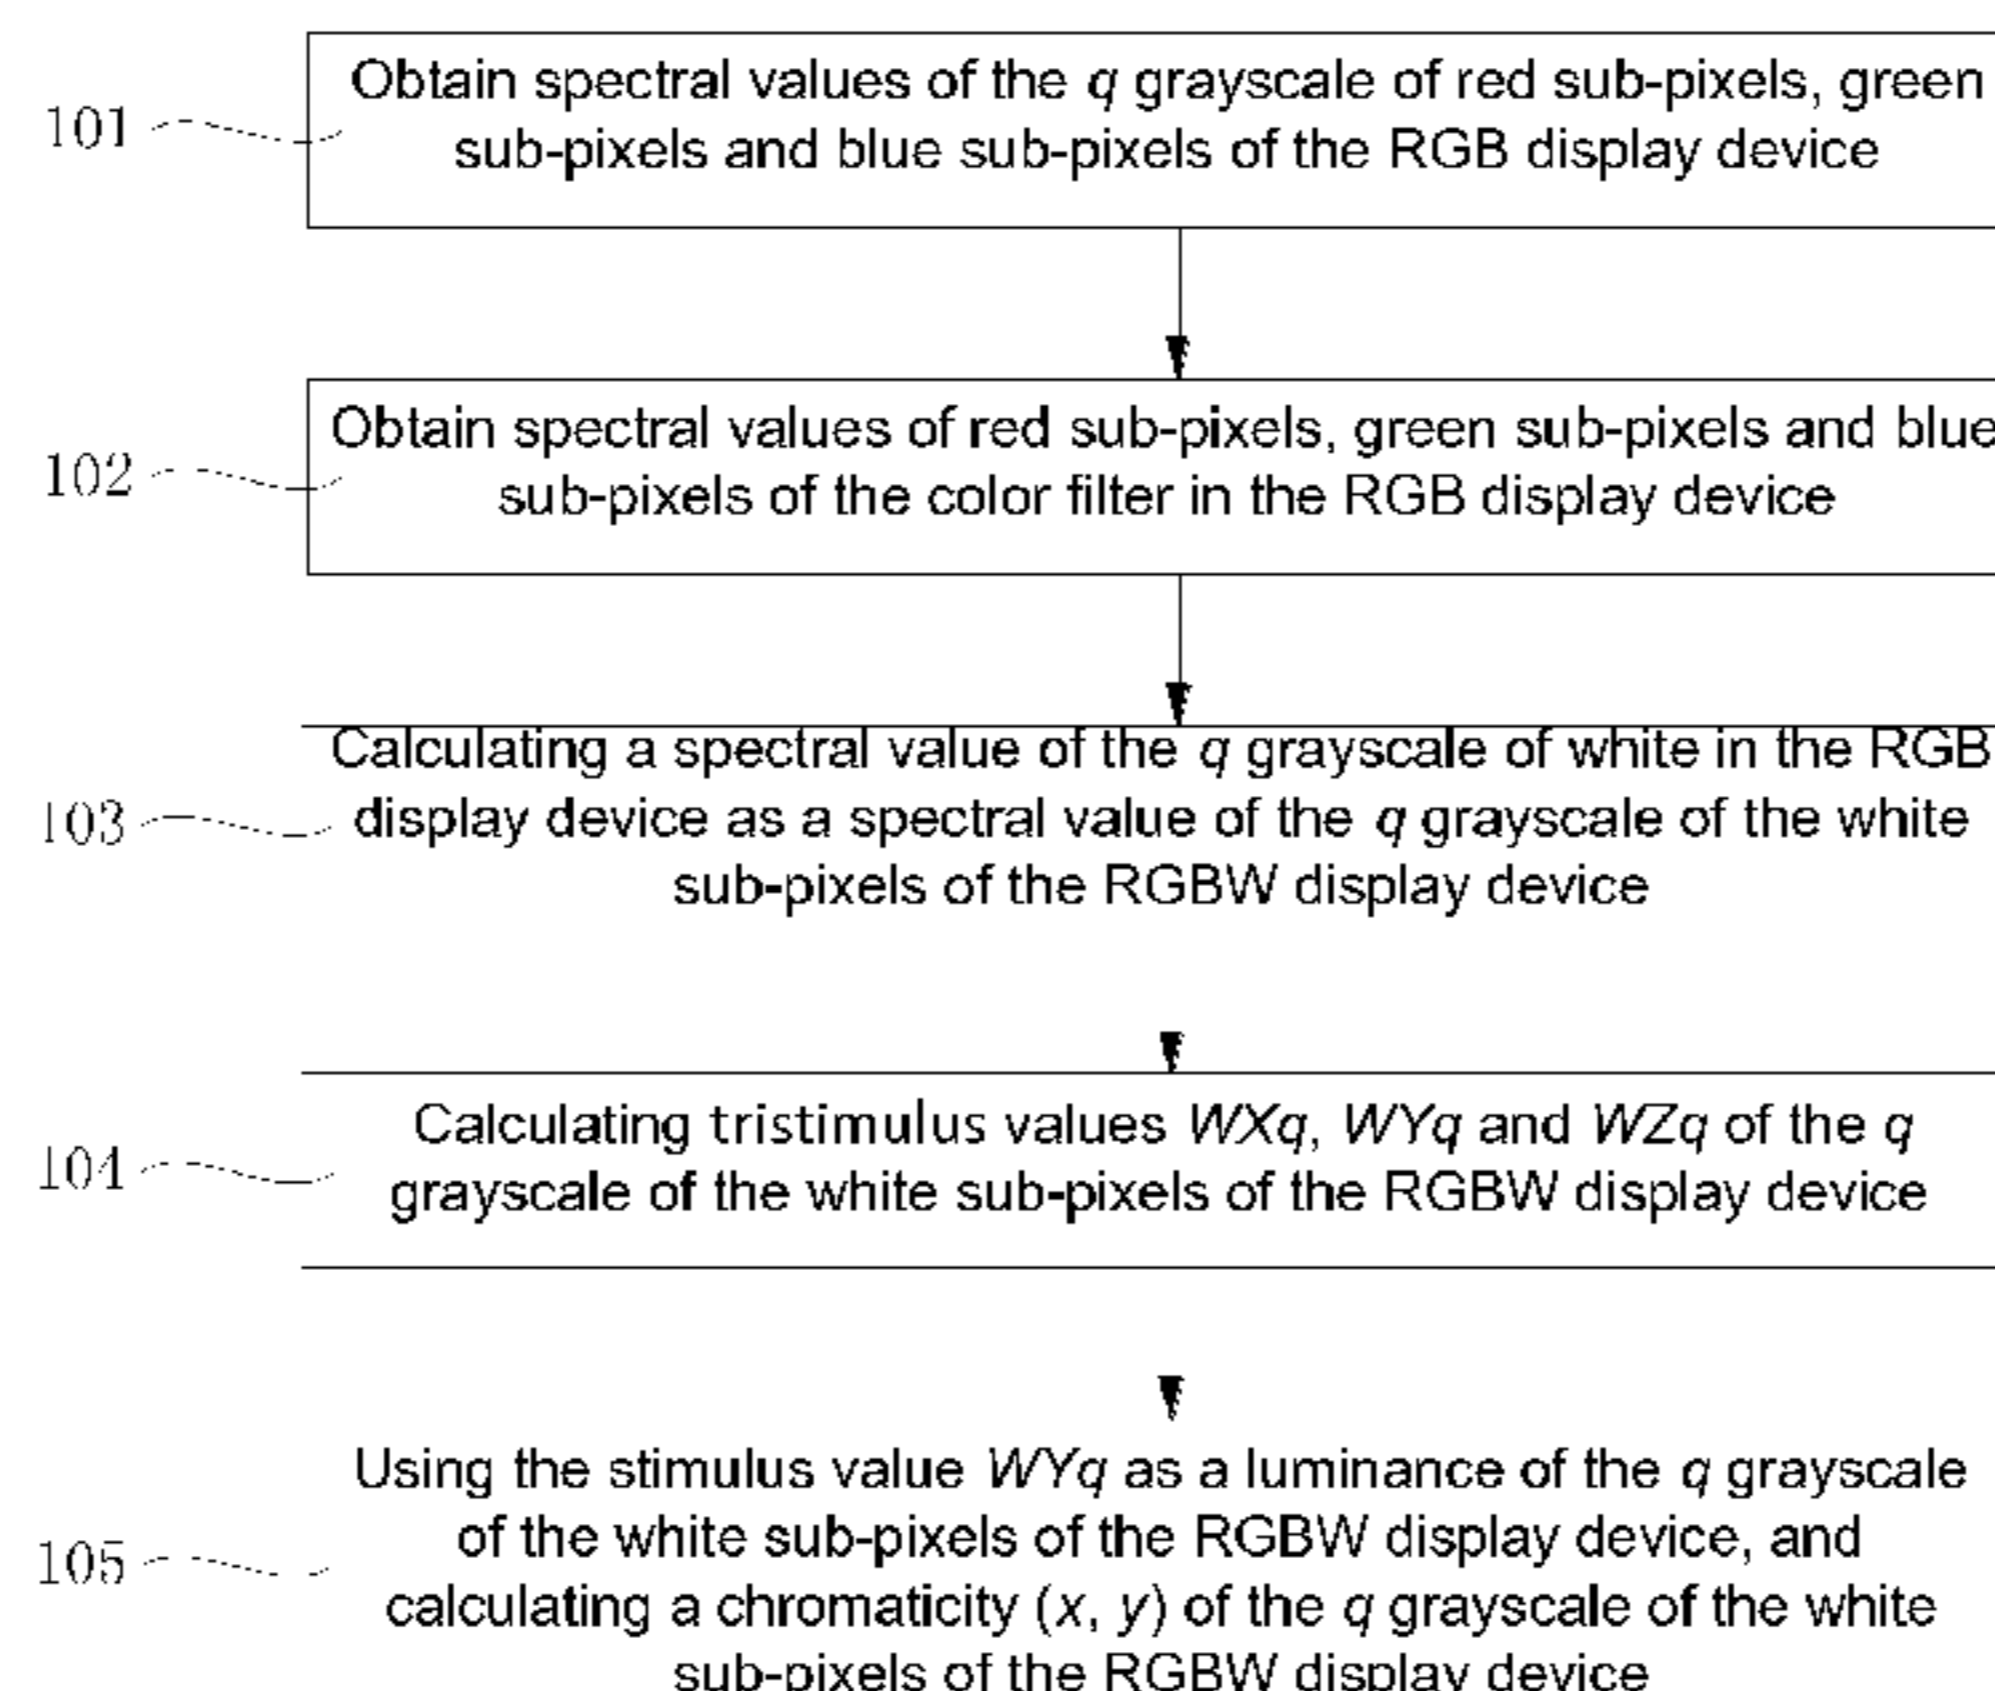 Obtain spectral values of the q grayscale of red sub-pixels, green
101
sub-pixels and blue sub-pixels of the RGB display device
Obtain spectral values of red sub-pixels, green sub-pixels and blue
102
sub-pixels of the color filter in the RGB display device
Calculating a spectral value of the q grayscale of white in the RGB
103
display device as a spectral value of the q grayscale of the white
sub-pixels of the RGBW display device
Calculating tristimulus values WXq, WYq and WZq of the q
104
grayscale of the white sub-pixels of the RGBW display device
Using the stimulus value WYq as a luminance of the q grayscale
of the white sub-pixels of the RGBW display device, and
105
calculating a chromaticity (x, y) of the q grayscale of the white
sub-pixels of the RGBW display device